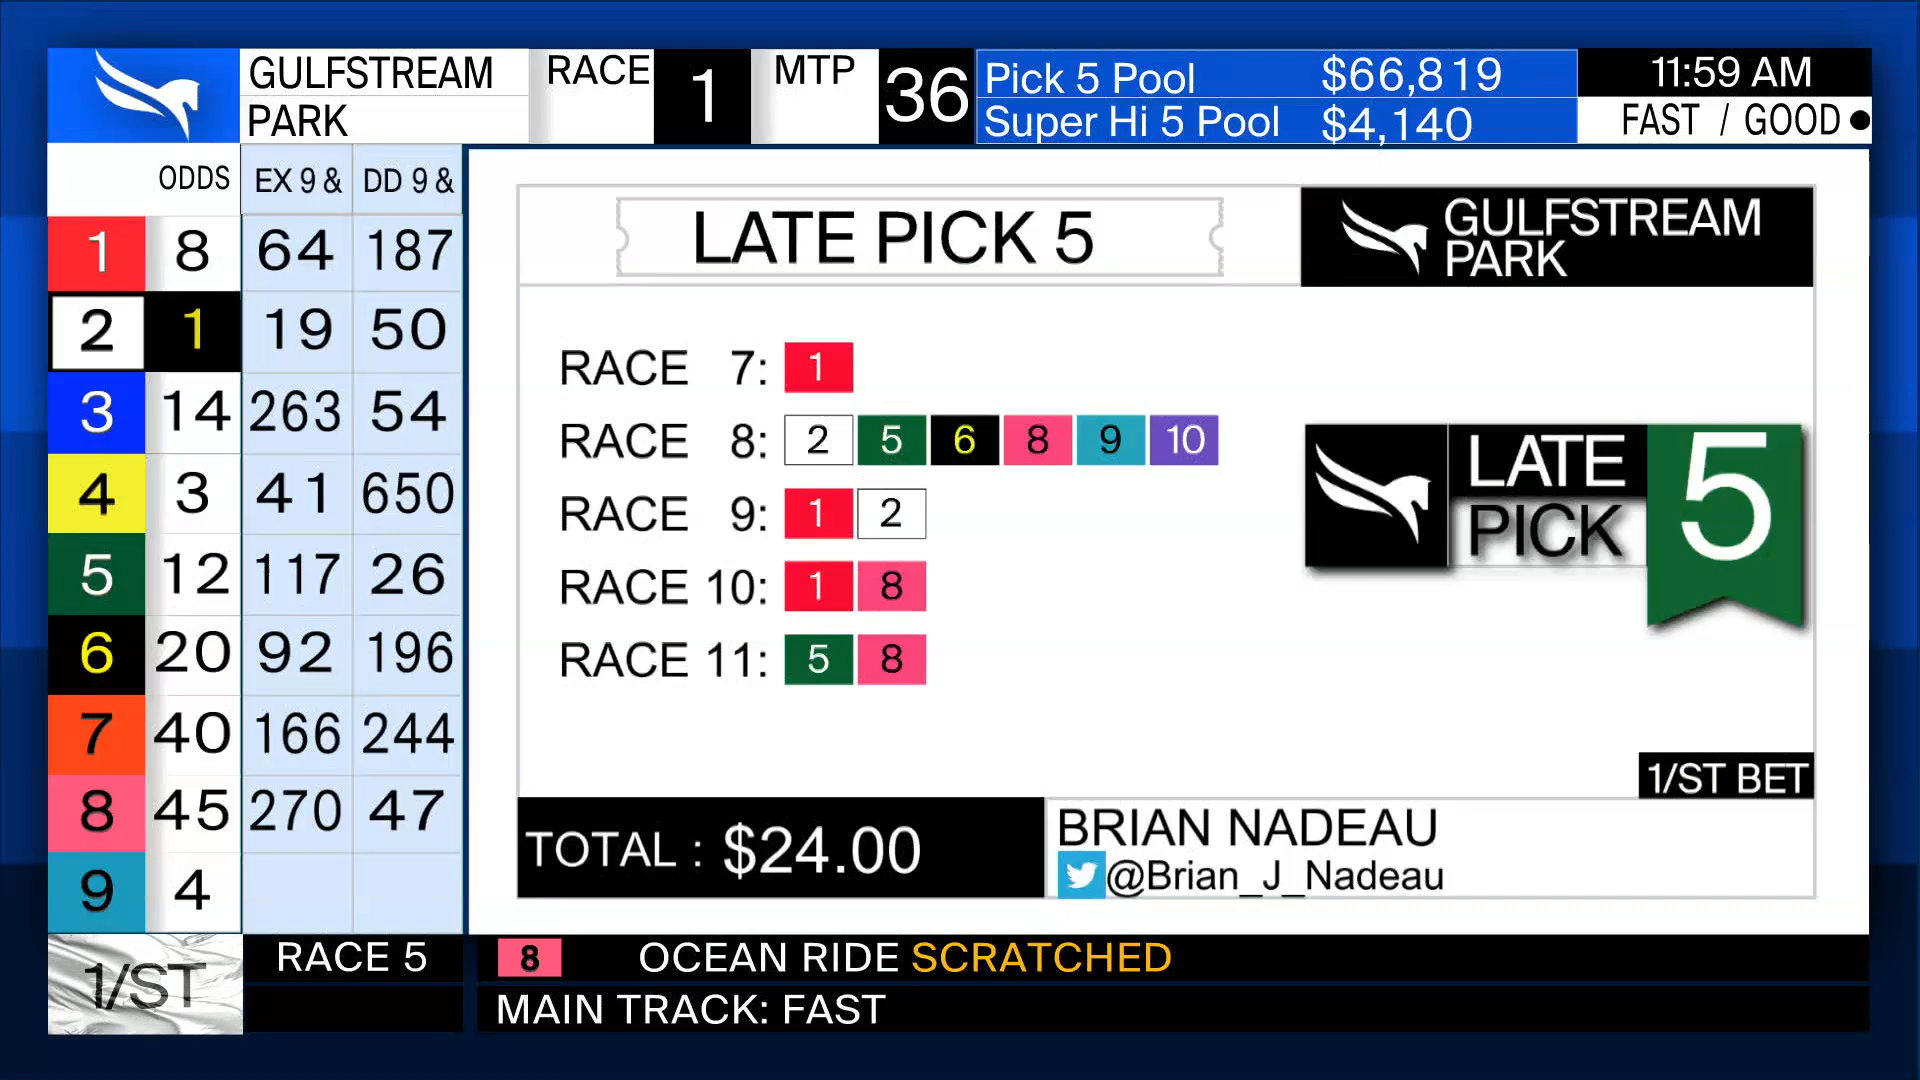 GULFSTREAM PARK RACE 1 MTP 36 Pick 5 Pool $66,819 11:59 AM
Super Hi 5 Pool $4,140 FAST / GOOD
ODDS EX 9 & DD 9 &
1 8 64 187
2 1 19 50
3 14 263 54
4 3 41 650
5 12 117 26
6 20 92 196
7 40 166 244
8 45 270 47
9 4
LATE PICK 5
GULFSTREAM
PARK
RACE 7: 1
RACE 8: 2 5 6 8 9 10
RACE 9: 1 2
RACE 10: 1 8
RACE 11: 5 8
LATE
PICK
5
1/ST BET
TOTAL : $24.00
BRIAN NADEAU
@Brian_J_Nadeau
1/ST
RACE 5 8 OCEAN RIDE SCRATCHED
MAIN TRACK: FAST